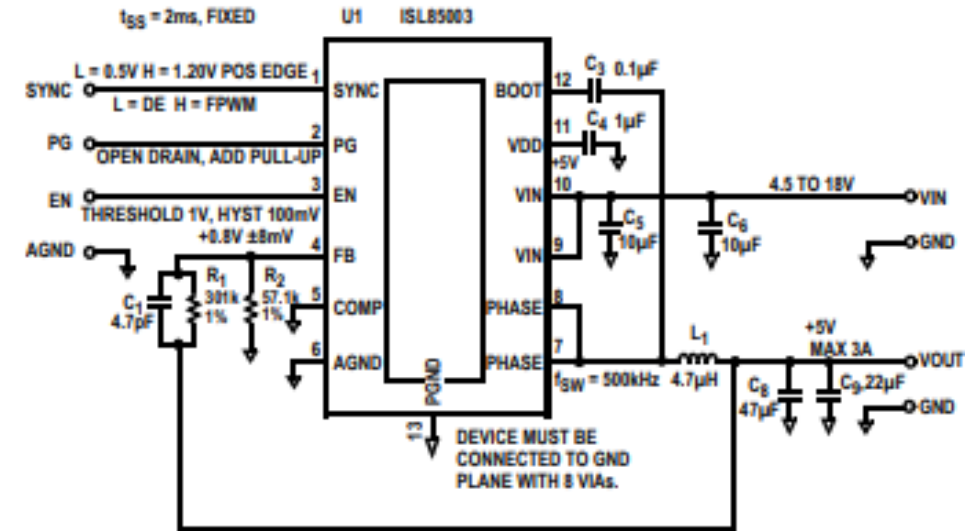 tSS = 2ms, FIXED
U1 ISL85003
L = 0.5V H = 1.20V POS EDGE
SYNC
L = DE H = FPWM
1
SYNC
PG
OPEN DRAIN, ADD PULL-UP
2
PG
EN
THRESHOLD 1V, HYST 100mV
3
EN
+0.8V ±8mV
4
FB
AGND
C1
4.7pF
R1
301k
1%
R2
57.1k
1%
5
COMP
6
AGND
PGND
13
DEVICE MUST BE
CONNECTED TO GND
PLANE WITH 8 VIAs.
BOOT
12
C3 0.1µF
VDD
11
C4 1µF
+5V
VIN
10
4.5 TO 18V
VIN
C5
10µF
C6
10µF
GND
VIN
9
PHASE
8
PHASE
7
fSW = 500kHz
L1
4.7µH
+5V
MAX 3A
VOUT
C8
47µF
C9,22µF
GND